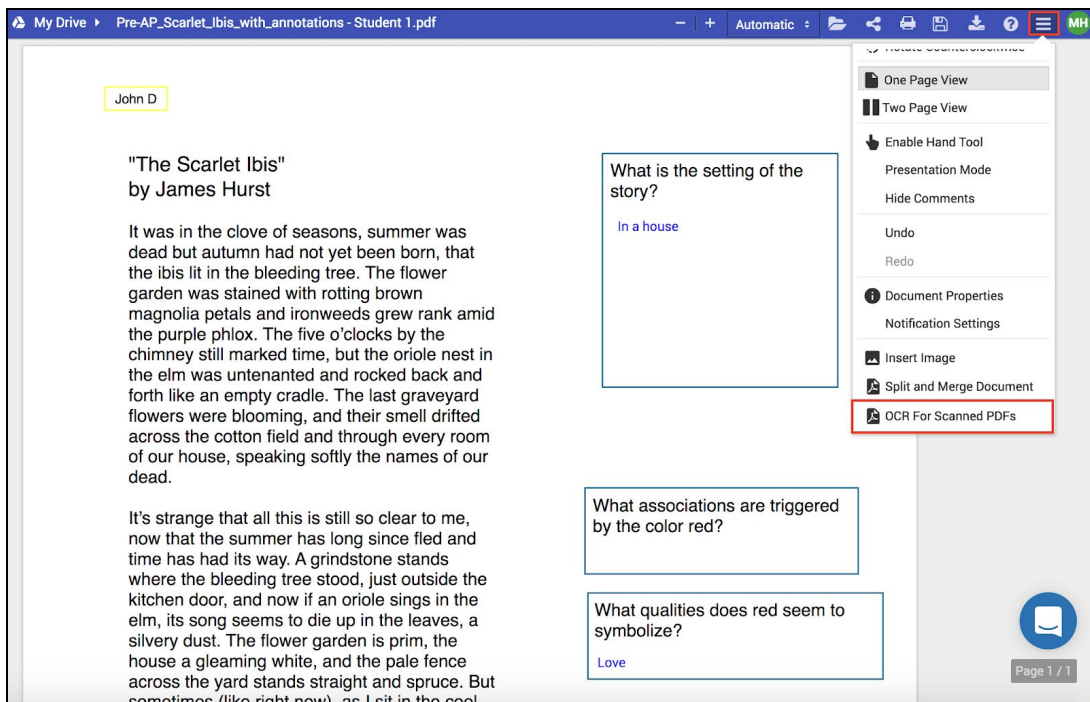 My Drive Pre-AP_Scarlet_Ibis_with_annotations - Student 1.pdf
− + Automatic
MH
John D
"The Scarlet Ibis"
by James Hurst
It was in the clove of seasons, summer was
dead but autumn had not yet been born, that
the ibis lit in the bleeding tree. The flower
garden was stained with rotting brown
magnolia petals and ironweeds grew rank amid
the purple phlox. The five o'clocks by the
chimney still marked time, but the oriole nest in
the elm was untenanted and rocked back and
forth like an empty cradle. The last graveyard
flowers were blooming, and their smell drifted
across the cotton field and through every room
of our house, speaking softly the names of our
dead.
It's strange that all this is still so clear to me,
now that the summer has long since fled and
time has had its way. A grindstone stands
where the bleeding tree stood, just outside the
kitchen door, and now if an oriole sings in the
elm, its song seems to die up in the leaves, a
silvery dust. The flower garden is prim, the
house a gleaming white, and the pale fence
across the yard stands straight and spruce. But
sometimes (like right now), as I sit in the cool
What is the setting of the
story?
In a house
What associations are triggered
by the color red?
What qualities does red seem to
symbolize?
Love
Rotate Counterclockwise
One Page View
Two Page View
Enable Hand Tool
Presentation Mode
Hide Comments
Undo
Redo
Document Properties
Notification Settings
Insert Image
Split and Merge Document
OCR For Scanned PDFs
Page 1 / 1